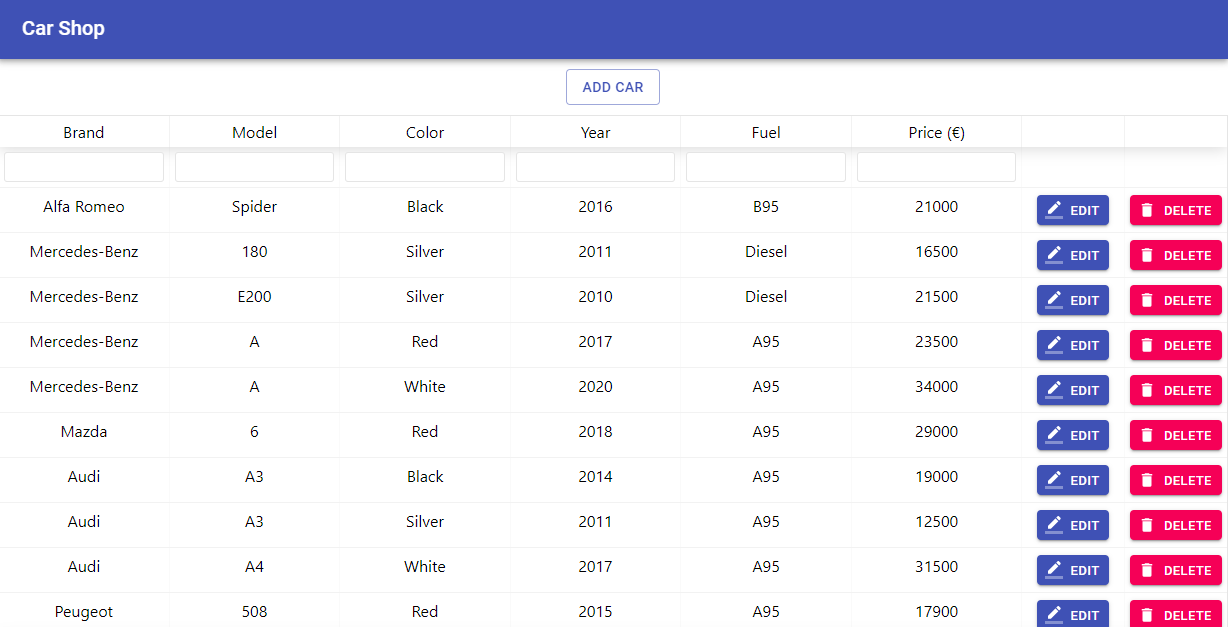 Car Shop
ADD CAR
Brand Model Color Year Fuel Price (€)
Alfa Romeo Spider Black 2016 B95 21000 EDIT DELETE
Mercedes-Benz 180 Silver 2011 Diesel 16500 EDIT DELETE
Mercedes-Benz E200 Silver 2010 Diesel 21500 EDIT DELETE
Mercedes-Benz A Red 2017 A95 23500 EDIT DELETE
Mercedes-Benz A White 2020 A95 34000 EDIT DELETE
Mazda 6 Red 2018 A95 29000 EDIT DELETE
Audi A3 Black 2014 A95 19000 EDIT DELETE
Audi A3 Silver 2011 A95 12500 EDIT DELETE
Audi A4 White 2017 A95 31500 EDIT DELETE
Peugeot 508 Red 2015 A95 17900 EDIT DELETE